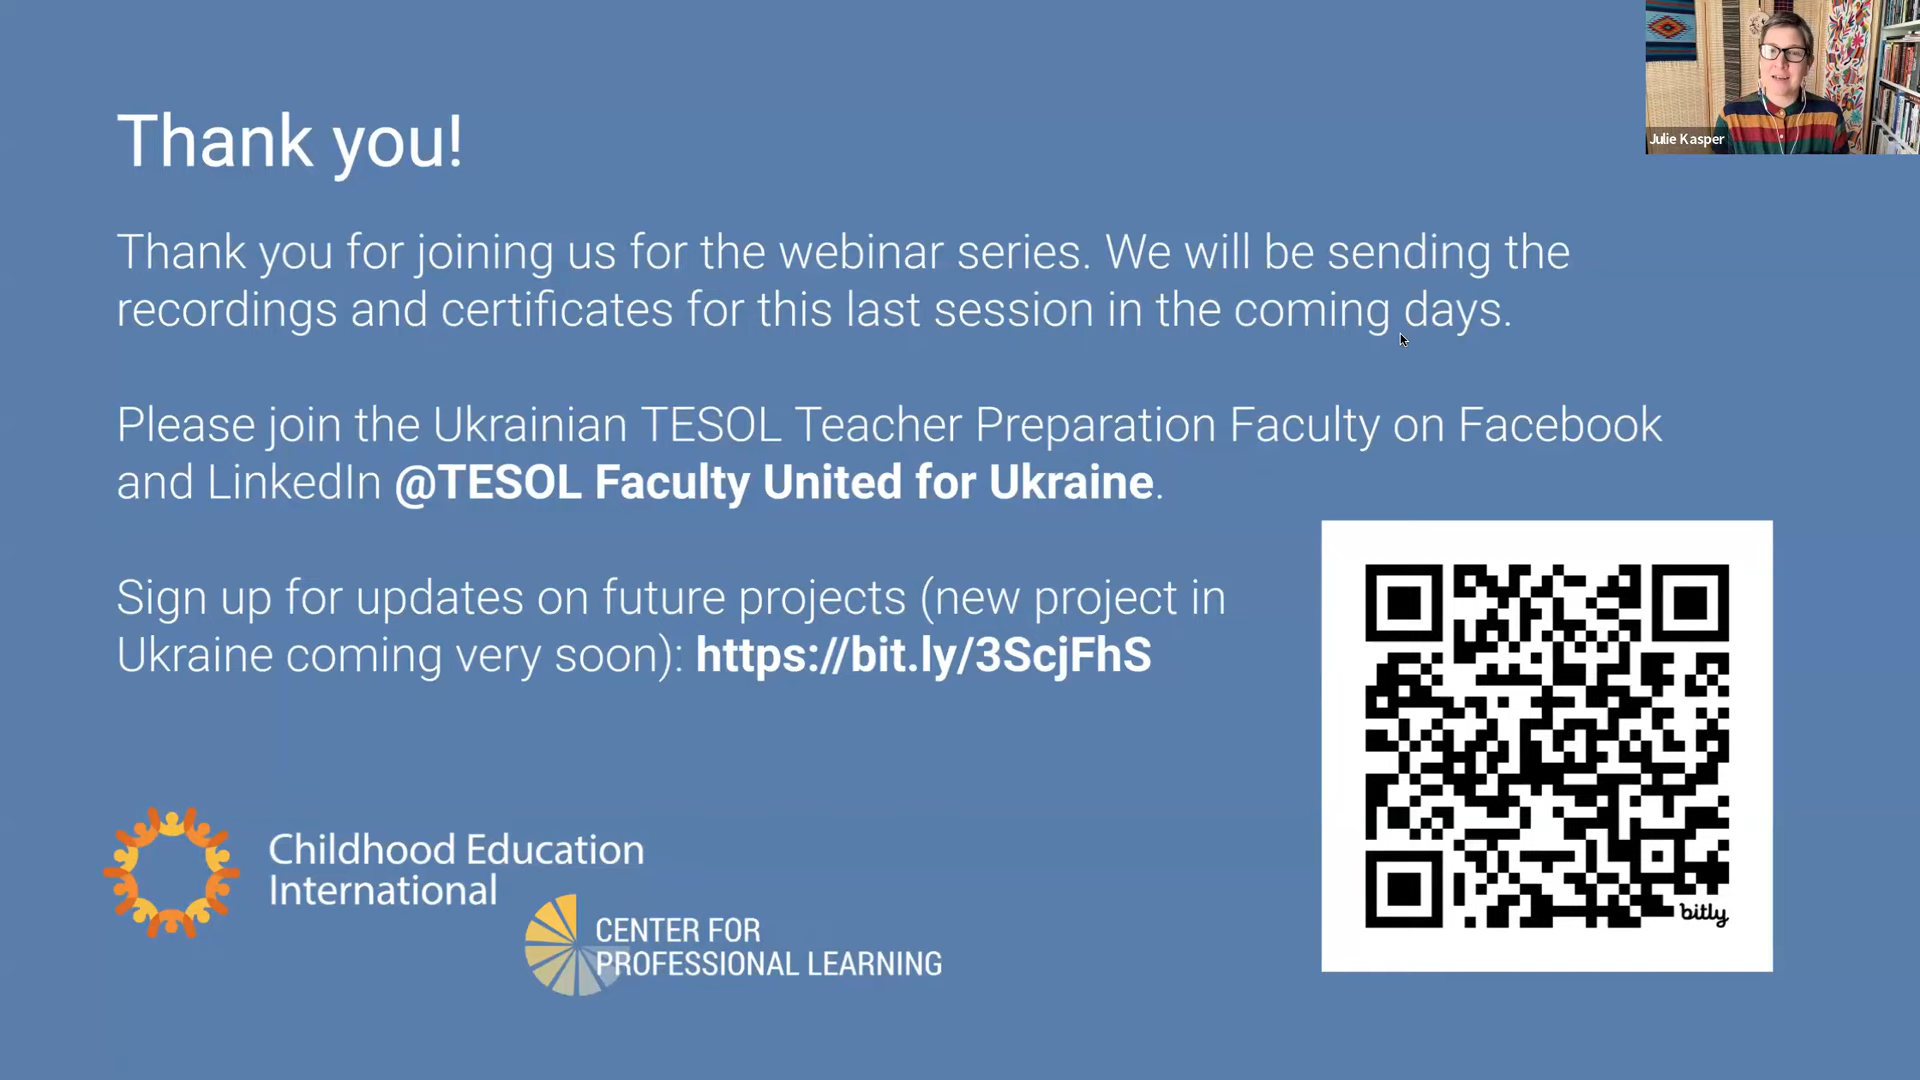 Julie Kasper
Thank you!
Thank you for joining us for the webinar series. We will be sending the
recordings and certificates for this last session in the coming days.
Please join the Ukrainian TESOL Teacher Preparation Faculty on Facebook
and LinkedIn @TESOL Faculty United for Ukraine.
Sign up for updates on future projects (new project in
Ukraine coming very soon): https://bit.ly/3ScjFhS
bitly
Childhood Education
International
CENTER FOR
PROFESSIONAL LEARNING